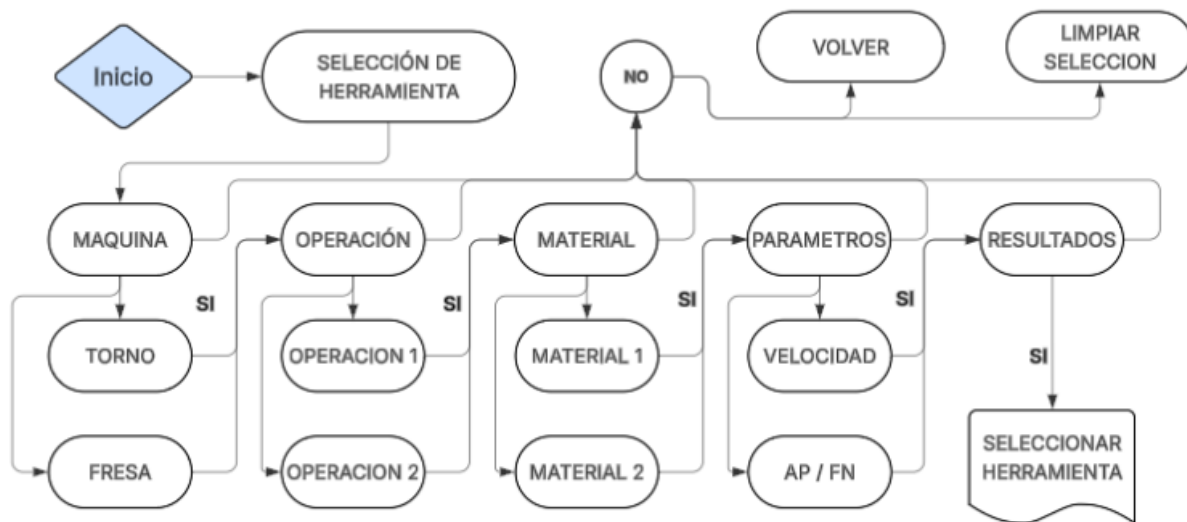 Inicio
SELECCIÓN DE
HERRAMIENTA
NO
VOLVER
LIMPIAR
SELECCION
MAQUINA
OPERACIÓN
MATERIAL
PARAMETROS
RESULTADOS
SI
SI
SI
SI
TORNO
OPERACION 1
MATERIAL 1
VELOCIDAD
SI
FRESA
OPERACION 2
MATERIAL 2
AP / FN
SELECCIONAR
HERRAMIENTA